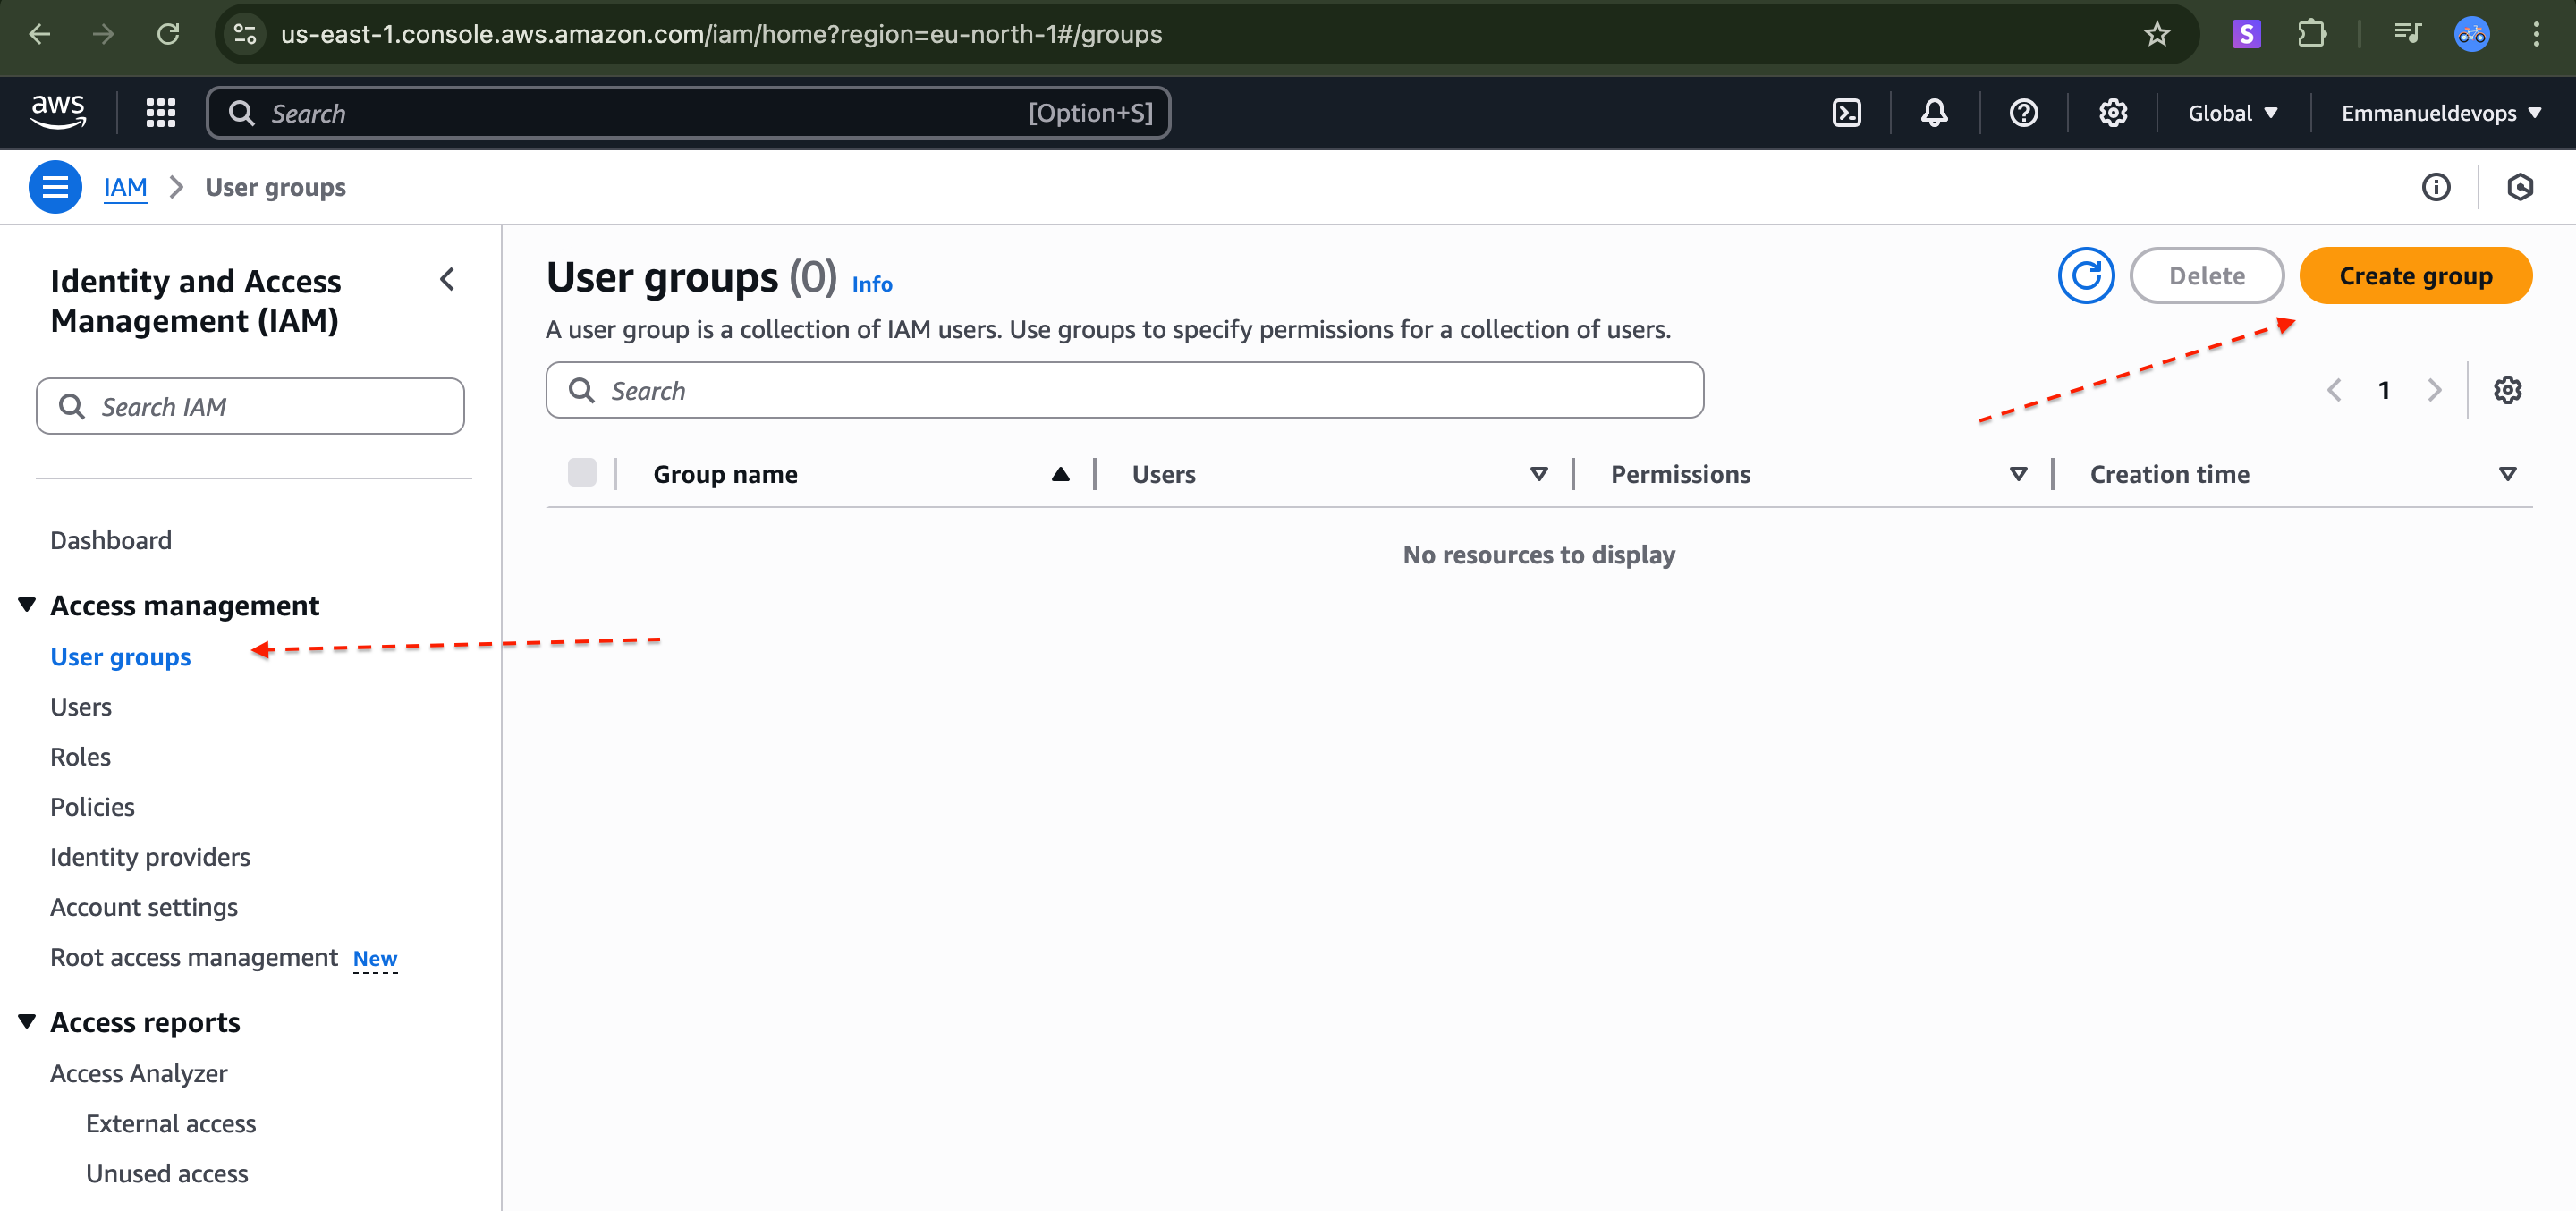 us-east-1.console.aws.amazon.com/iam/home?region=eu-north-1#/groups
S
aws
Search
[Option+S]
Global
Emmanueldevops
IAM
User groups
Identity and Access
Management (IAM)
Search IAM
Dashboard
Access management
User groups
Users
Roles
Policies
Identity providers
Account settings
Root access management New
Access reports
Access Analyzer
External access
Unused access
User groups (0) Info
Delete
Create group
A user group is a collection of IAM users. Use groups to specify permissions for a collection of users.
Search
1
Group name
Users
Permissions
Creation time
No resources to display